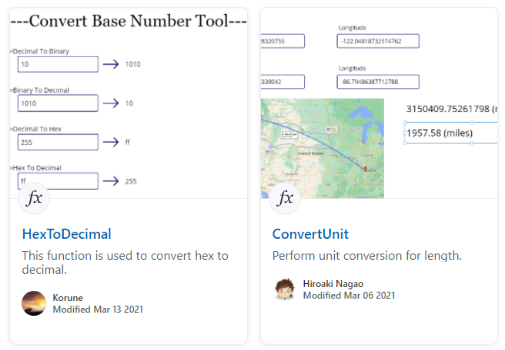 ---Convert Base Number Tool---
>Decimal To Binary
10
1010
>Binary To Decimal
1010
10
>Decimal To Hex
255
ff
>Hex To Decimal
ff
255
fx
HexToDecimal
This function is used to convert hex to
decimal.
Korune
Modified Mar 13 2021
Longitude
8320756
-122.04818732974762
Longitude
330042
-86.79486387712788
3150409.75261798 (r
1957.58 (miles)
fx
ConvertUnit
Perform unit conversion for length.
Hiroaki Nagao
Modified Mar 06 2021